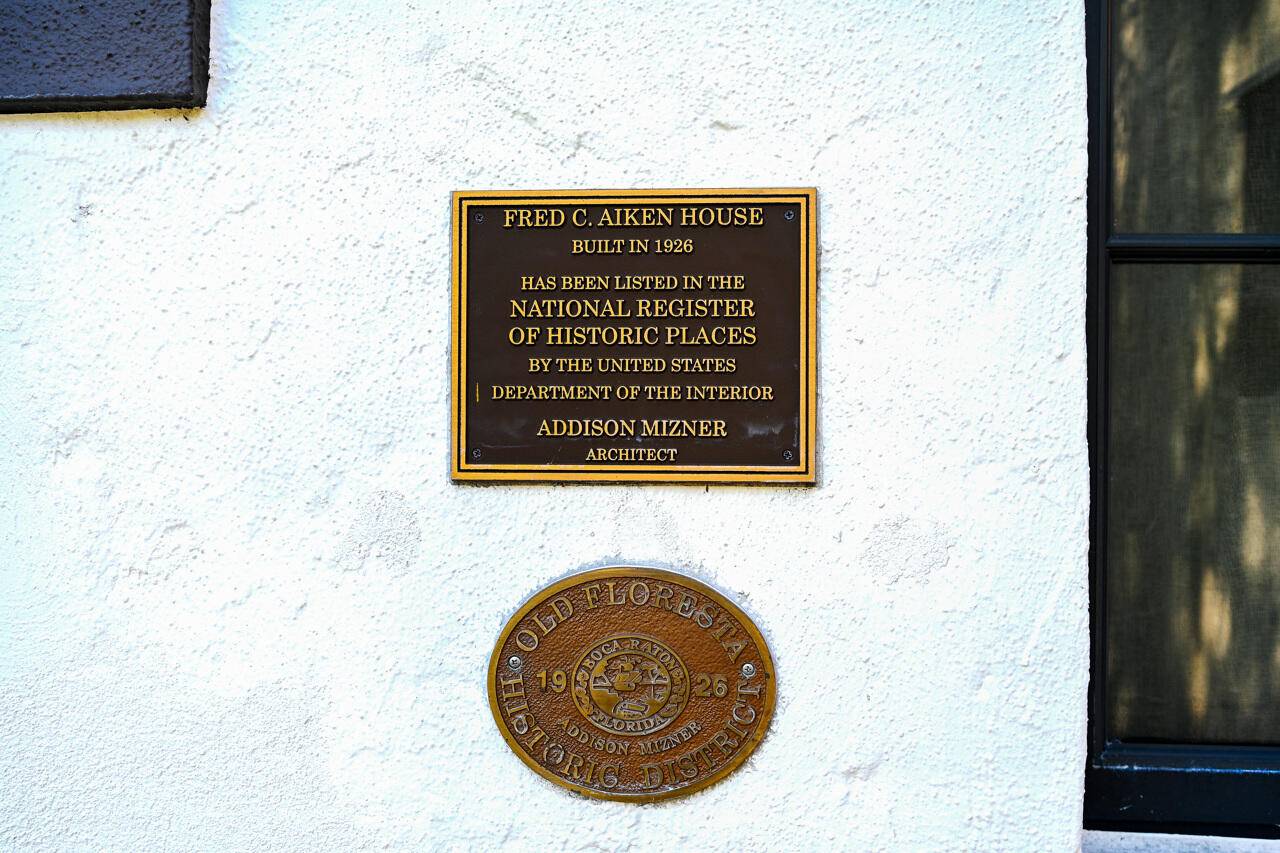 FRED C. AIKEN HOUSE
BUILT IN 1926
HAS BEEN LISTED IN THE
NATIONAL REGISTER
OF HISTORIC PLACES
BY THE UNITED STATES
DEPARTMENT OF THE INTERIOR
ADDISON MIZNER
ARCHITECT
OLD FLORESTA
BOCA RATONE
19 26
FLORIDA
ADDISON MIZNER
HISTORIC DISTRICT